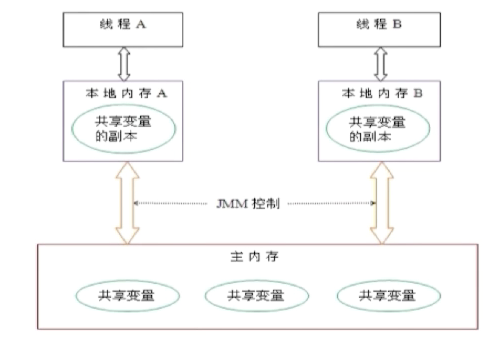 线程 A
线程 B
本地内存 A
本地内存 B
共享变量
的副本
共享变量
的副本
JMM 控制
主内存
共享变量
共享变量
共享变量